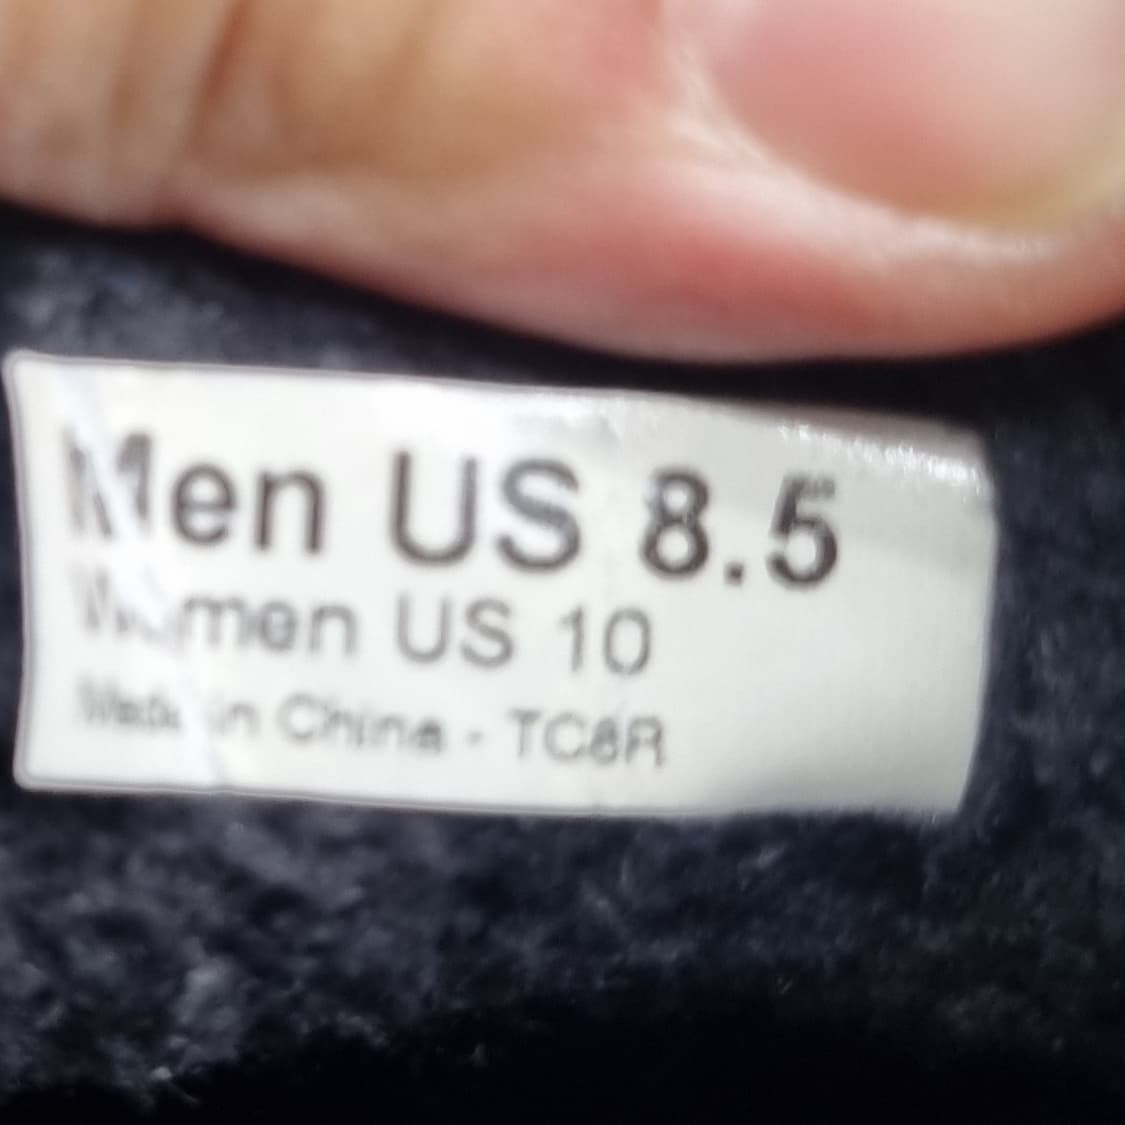 Men US 8.5
Women US 10
Made in China - TC8R